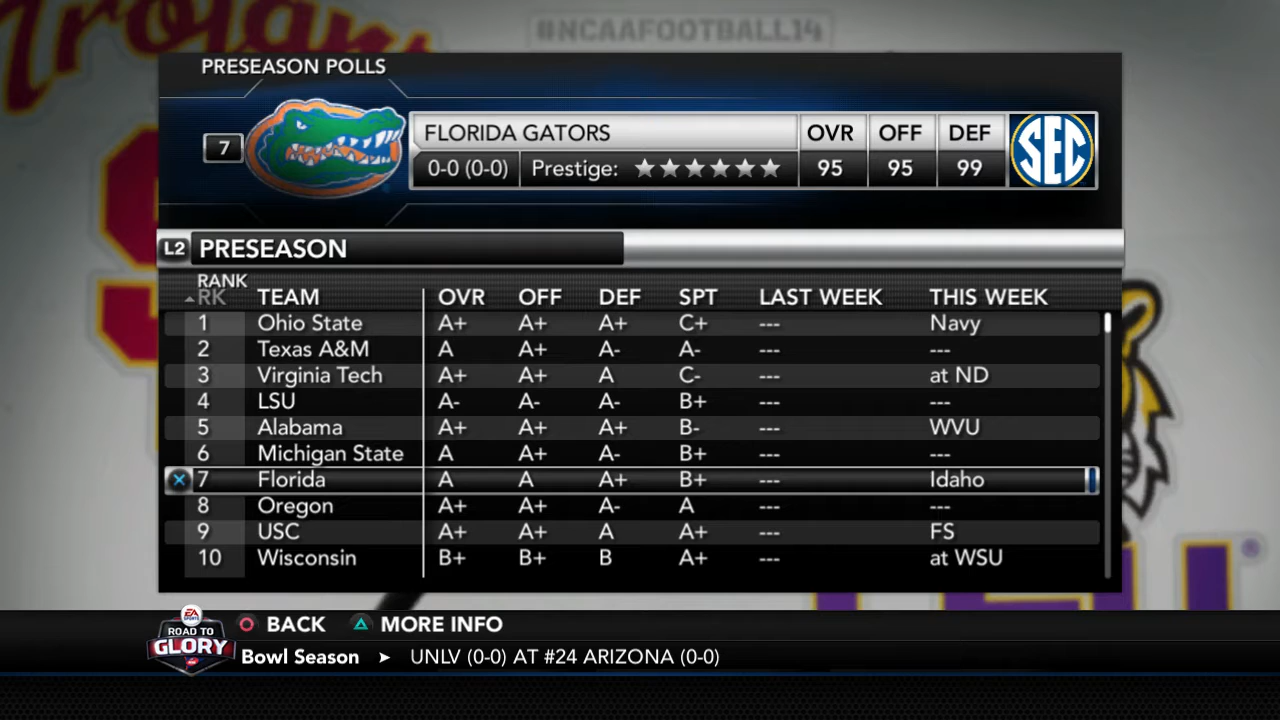 Trojans
#NCAAFOOTBALL14
PRESEASON POLLS
7
FLORIDA GATORS OVR OFF DEF SEC
0-0 (0-0) Prestige: 95 95 99
L2 PRESEASON
RANK
RK TEAM OVR OFF DEF SPT LAST WEEK THIS WEEK
1 Ohio State A+ A+ A+ C+ --- Navy
2 Texas A&M A A+ A- A- --- ---
3 Virginia Tech A+ A+ A C- --- at ND
4 LSU A- A- A- B+ --- ---
5 Alabama A+ A+ A+ B- --- WVU
6 Michigan State A A+ A- B+ --- ---
7 Florida A A A+ B+ --- Idaho
8 Oregon A+ A+ A- A --- ---
9 USC A+ A+ A A+ --- FS
10 Wisconsin B+ B+ B A+ --- at WSU
BACK MORE INFO
EA SPORTS
ROAD TO
GLORY
Bowl Season UNLV (0-0) AT #24 ARIZONA (0-0)